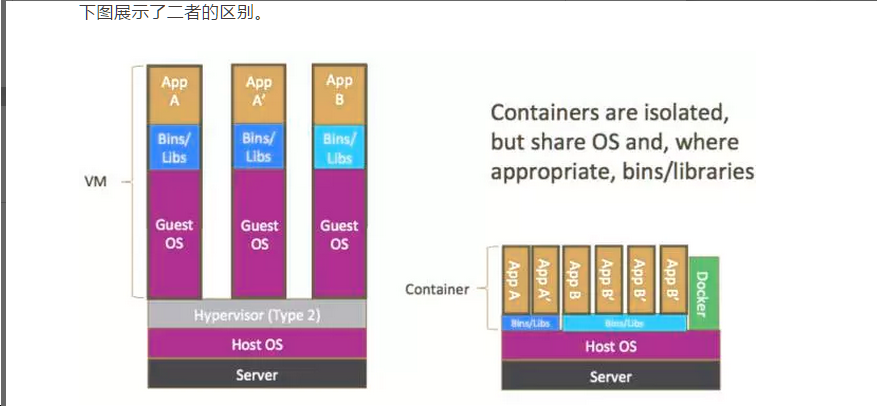 下图展示了二者的区别。
App
A
App
A′
App
B
Bins/
Libs
Bins/
Libs
Bins/
Libs
VM
Guest
OS
Guest
OS
Guest
OS
Hypervisor (Type 2)
Host OS
Server
Containers are isolated,
but share OS and, where
appropriate, bins/libraries
Container
App A
App A′
App B
App B′
App B′
App B′
Docker
Bins/Libs
Bins/Libs
Host OS
Server